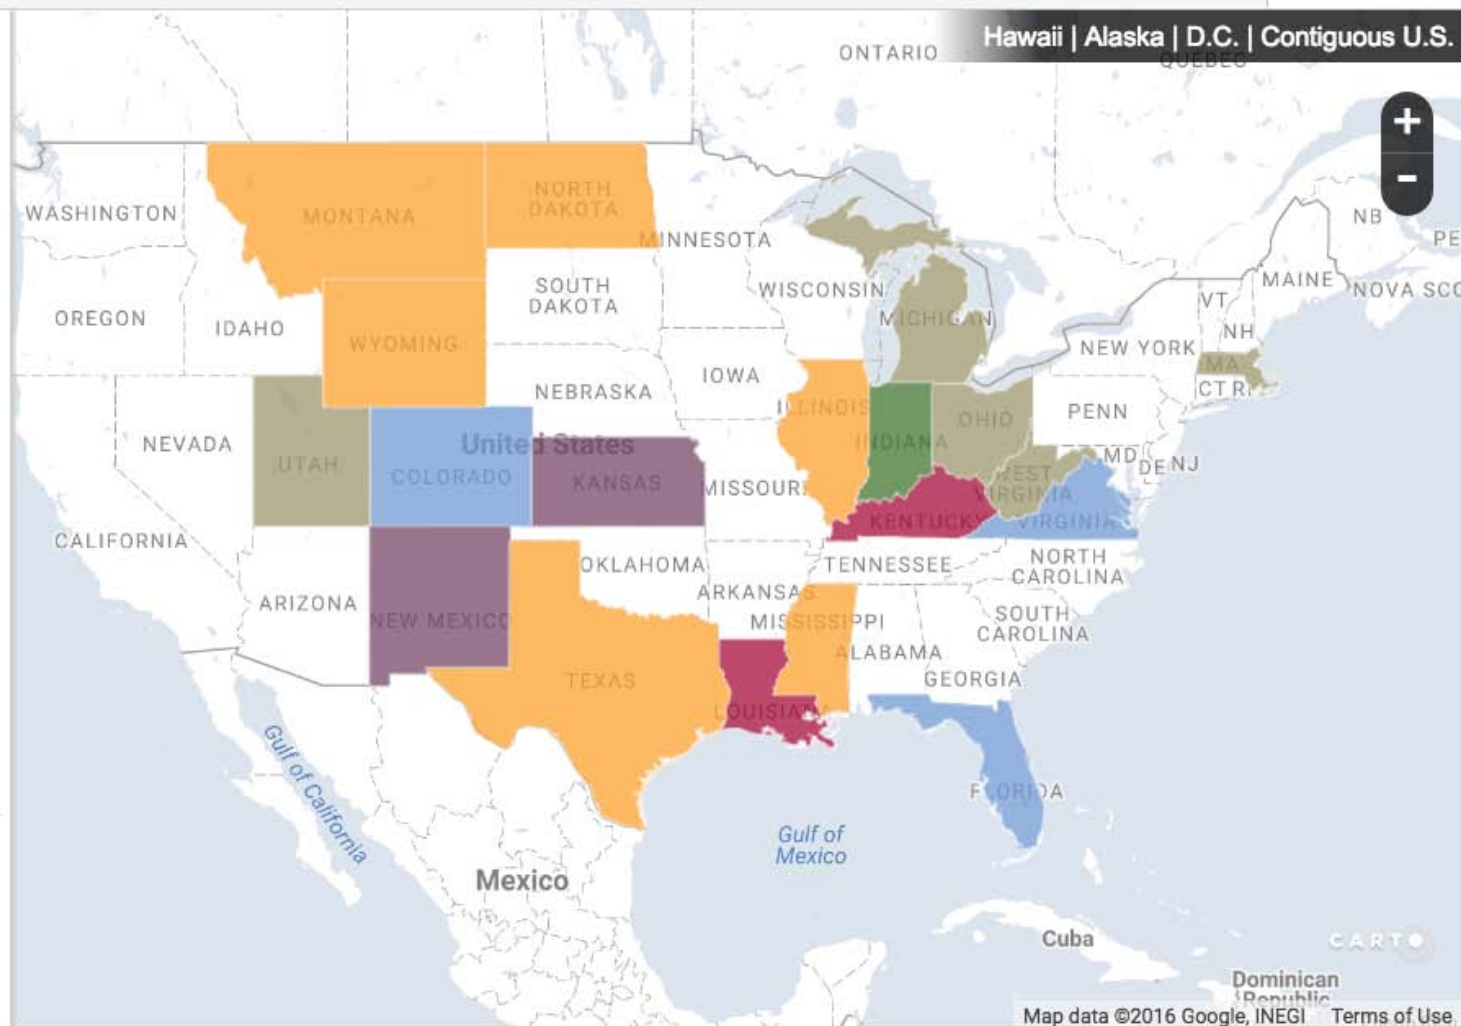 Hawaii | Alaska | D.C. | Contiguous U.S.
ONTARIO
QUEBEC
+
-
WASHINGTON
MONTANA
NORTH
DAKOTA
MINNESOTA
NB
PE
OREGON
IDAHO
SOUTH
DAKOTA
WISCONSIN
MICHIGAN
VT
MAINE
NOVA SCO
WYOMING
NH
NEW YORK
IOWA
MA
NEBRASKA
CT RI
ILLINOIS
OHIO
PENN
NEVADA
United States
INDIANA
MD
DE NJ
UTAH
COLORADO
KANSAS
MISSOURI
WEST
VIRGINIA
KENTUCKY
VIRGINIA
CALIFORNIA
OKLAHOMA
TENNESSEE
NORTH
CAROLINA
ARIZONA
ARKANSAS
NEW MEXICO
MISSISSIPPI
SOUTH
CAROLINA
ALABAMA
TEXAS
GEORGIA
LOUISIANA
Gulf of California
FLORIDA
Gulf of
Mexico
Mexico
Cuba
CARTO
Dominican
Republic
Map data ©2016 Google, INEGI Terms of Use